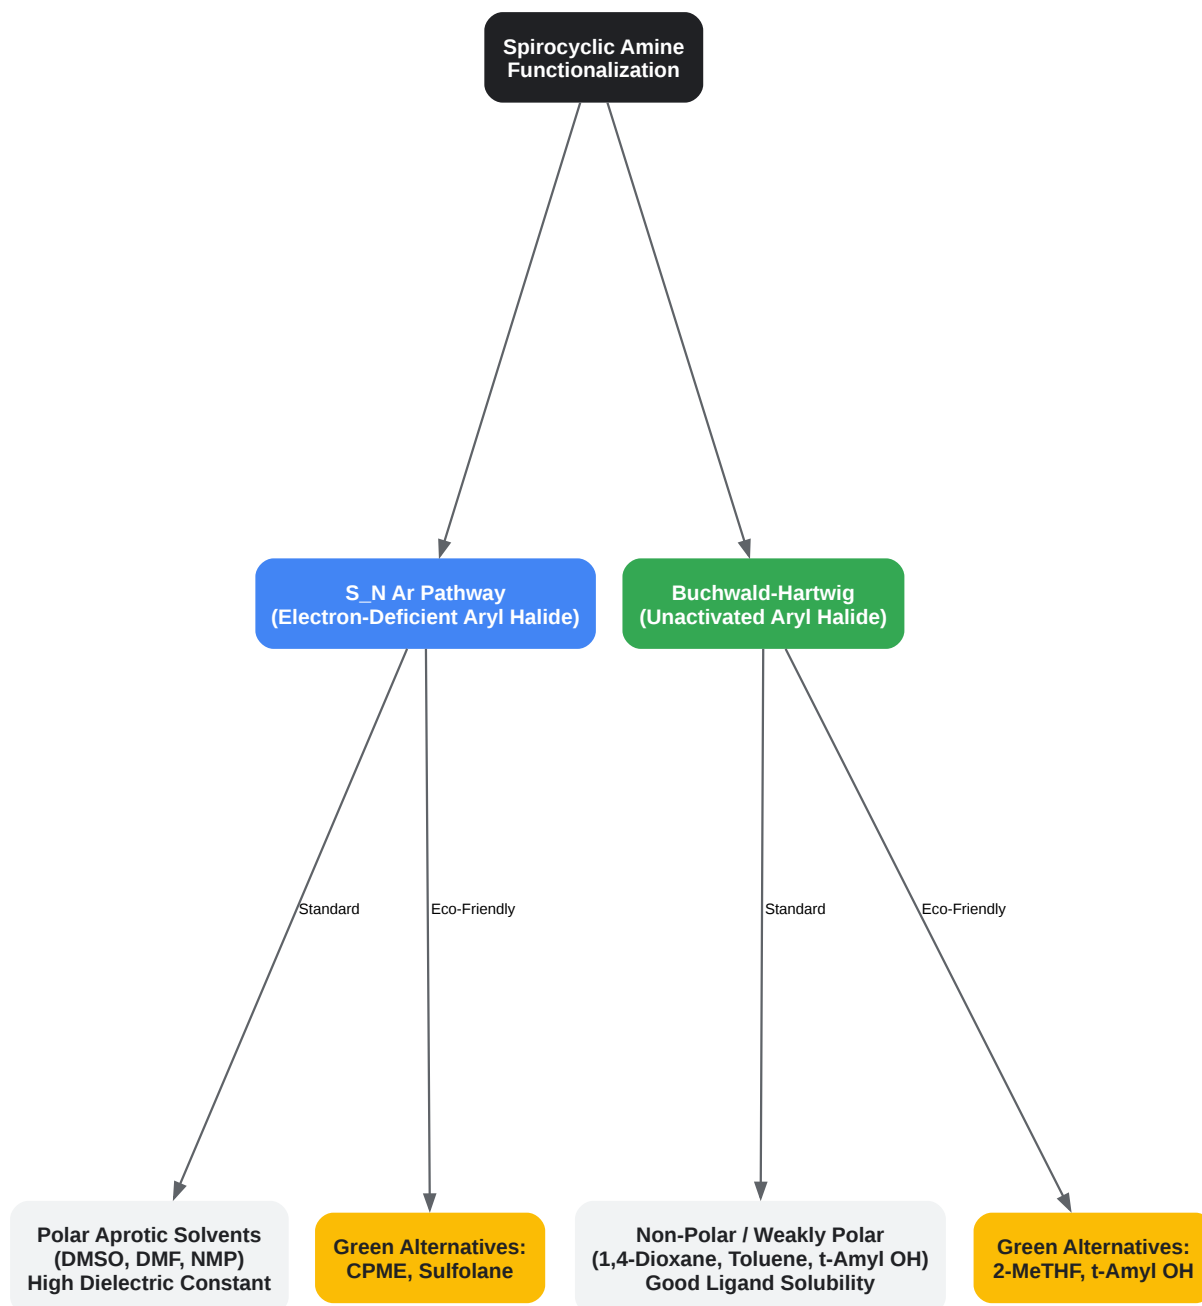 Spirocyclic Amine
Functionalization
S_N Ar Pathway
(Electron-Deficient Aryl Halide)
Buchwald-Hartwig
(Unactivated Aryl Halide)
Standard
Eco-Friendly
Standard
Eco-Friendly
Polar Aprotic Solvents
(DMSO, DMF, NMP)
High Dielectric Constant
Green Alternatives:
CPME, Sulfolane
Non-Polar / Weakly Polar
(1,4-Dioxane, Toluene, t-Amyl OH)
Good Ligand Solubility
Green Alternatives:
2-MeTHF, t-Amyl OH